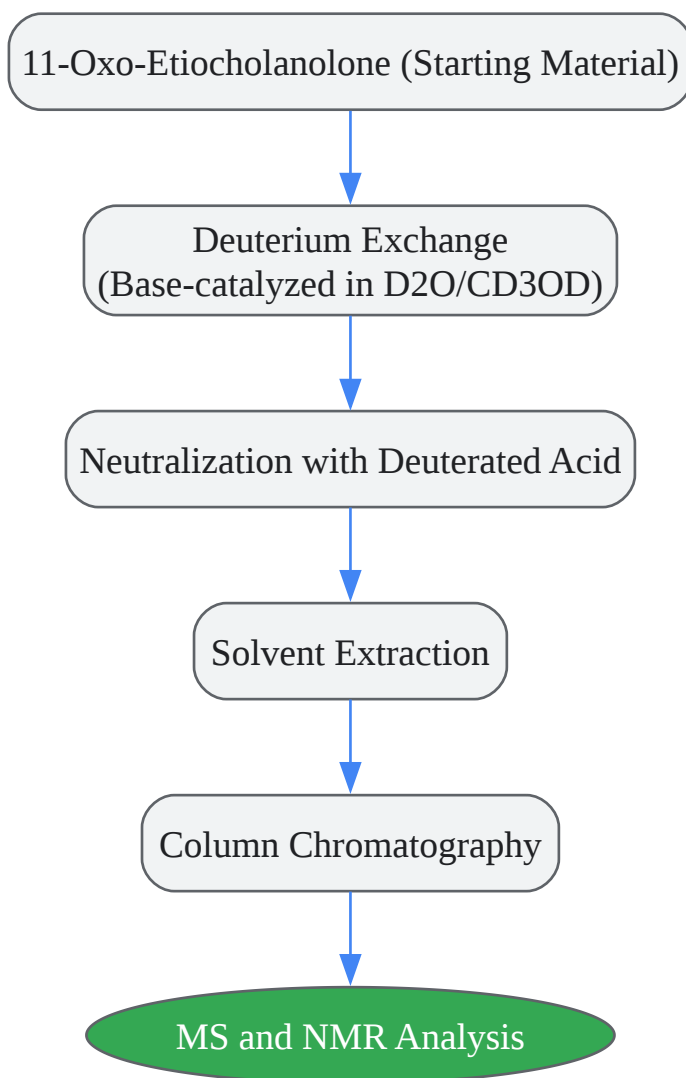 11-Oxo-Etiocholanolone (Starting Material)
Deuterium Exchange
(Base-catalyzed in D2O/CD3OD)
Neutralization with Deuterated Acid
Solvent Extraction
Column Chromatography
MS and NMR Analysis